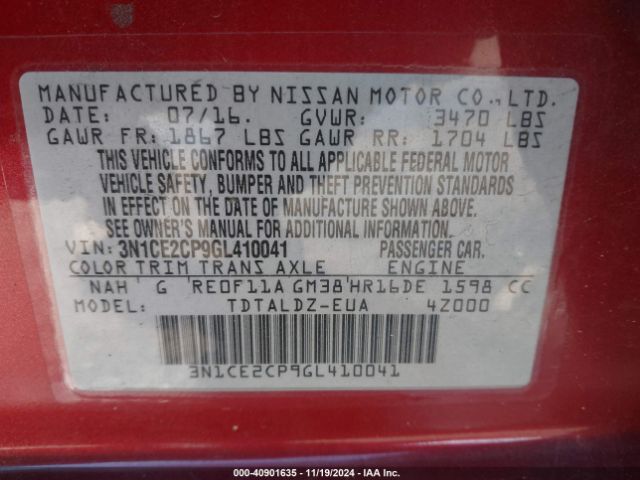 MANUFACTURED BY NISSAN MOTOR CO., LTD.
DATE: 07/16. GVWR: 3470 LBS
GAWR FR: 1867 LBS GAWR RR: 1704 LBS
THIS VEHICLE CONFORMS TO ALL APPLICABLE FEDERAL MOTOR
VEHICLE SAFETY, BUMPER AND THEFT PREVENTION STANDARDS
IN EFFECT ON THE DATE OF MANUFACTURE SHOWN ABOVE.
SEE OWNER'S MANUAL FOR ADDITIONAL INFORMATION.
VIN: 3N1CE2CP9GL410041 PASSENGER CAR.
COLOR TRIM TRANS AXLE ENGINE
NAH G RE0F11A GM38 HR16DE 1598 CC
MODEL: TDTALDZ-EUA 4Z000
3N1CE2CP9GL410041
000-40901635 - 11/19/2024 - IAA Inc.